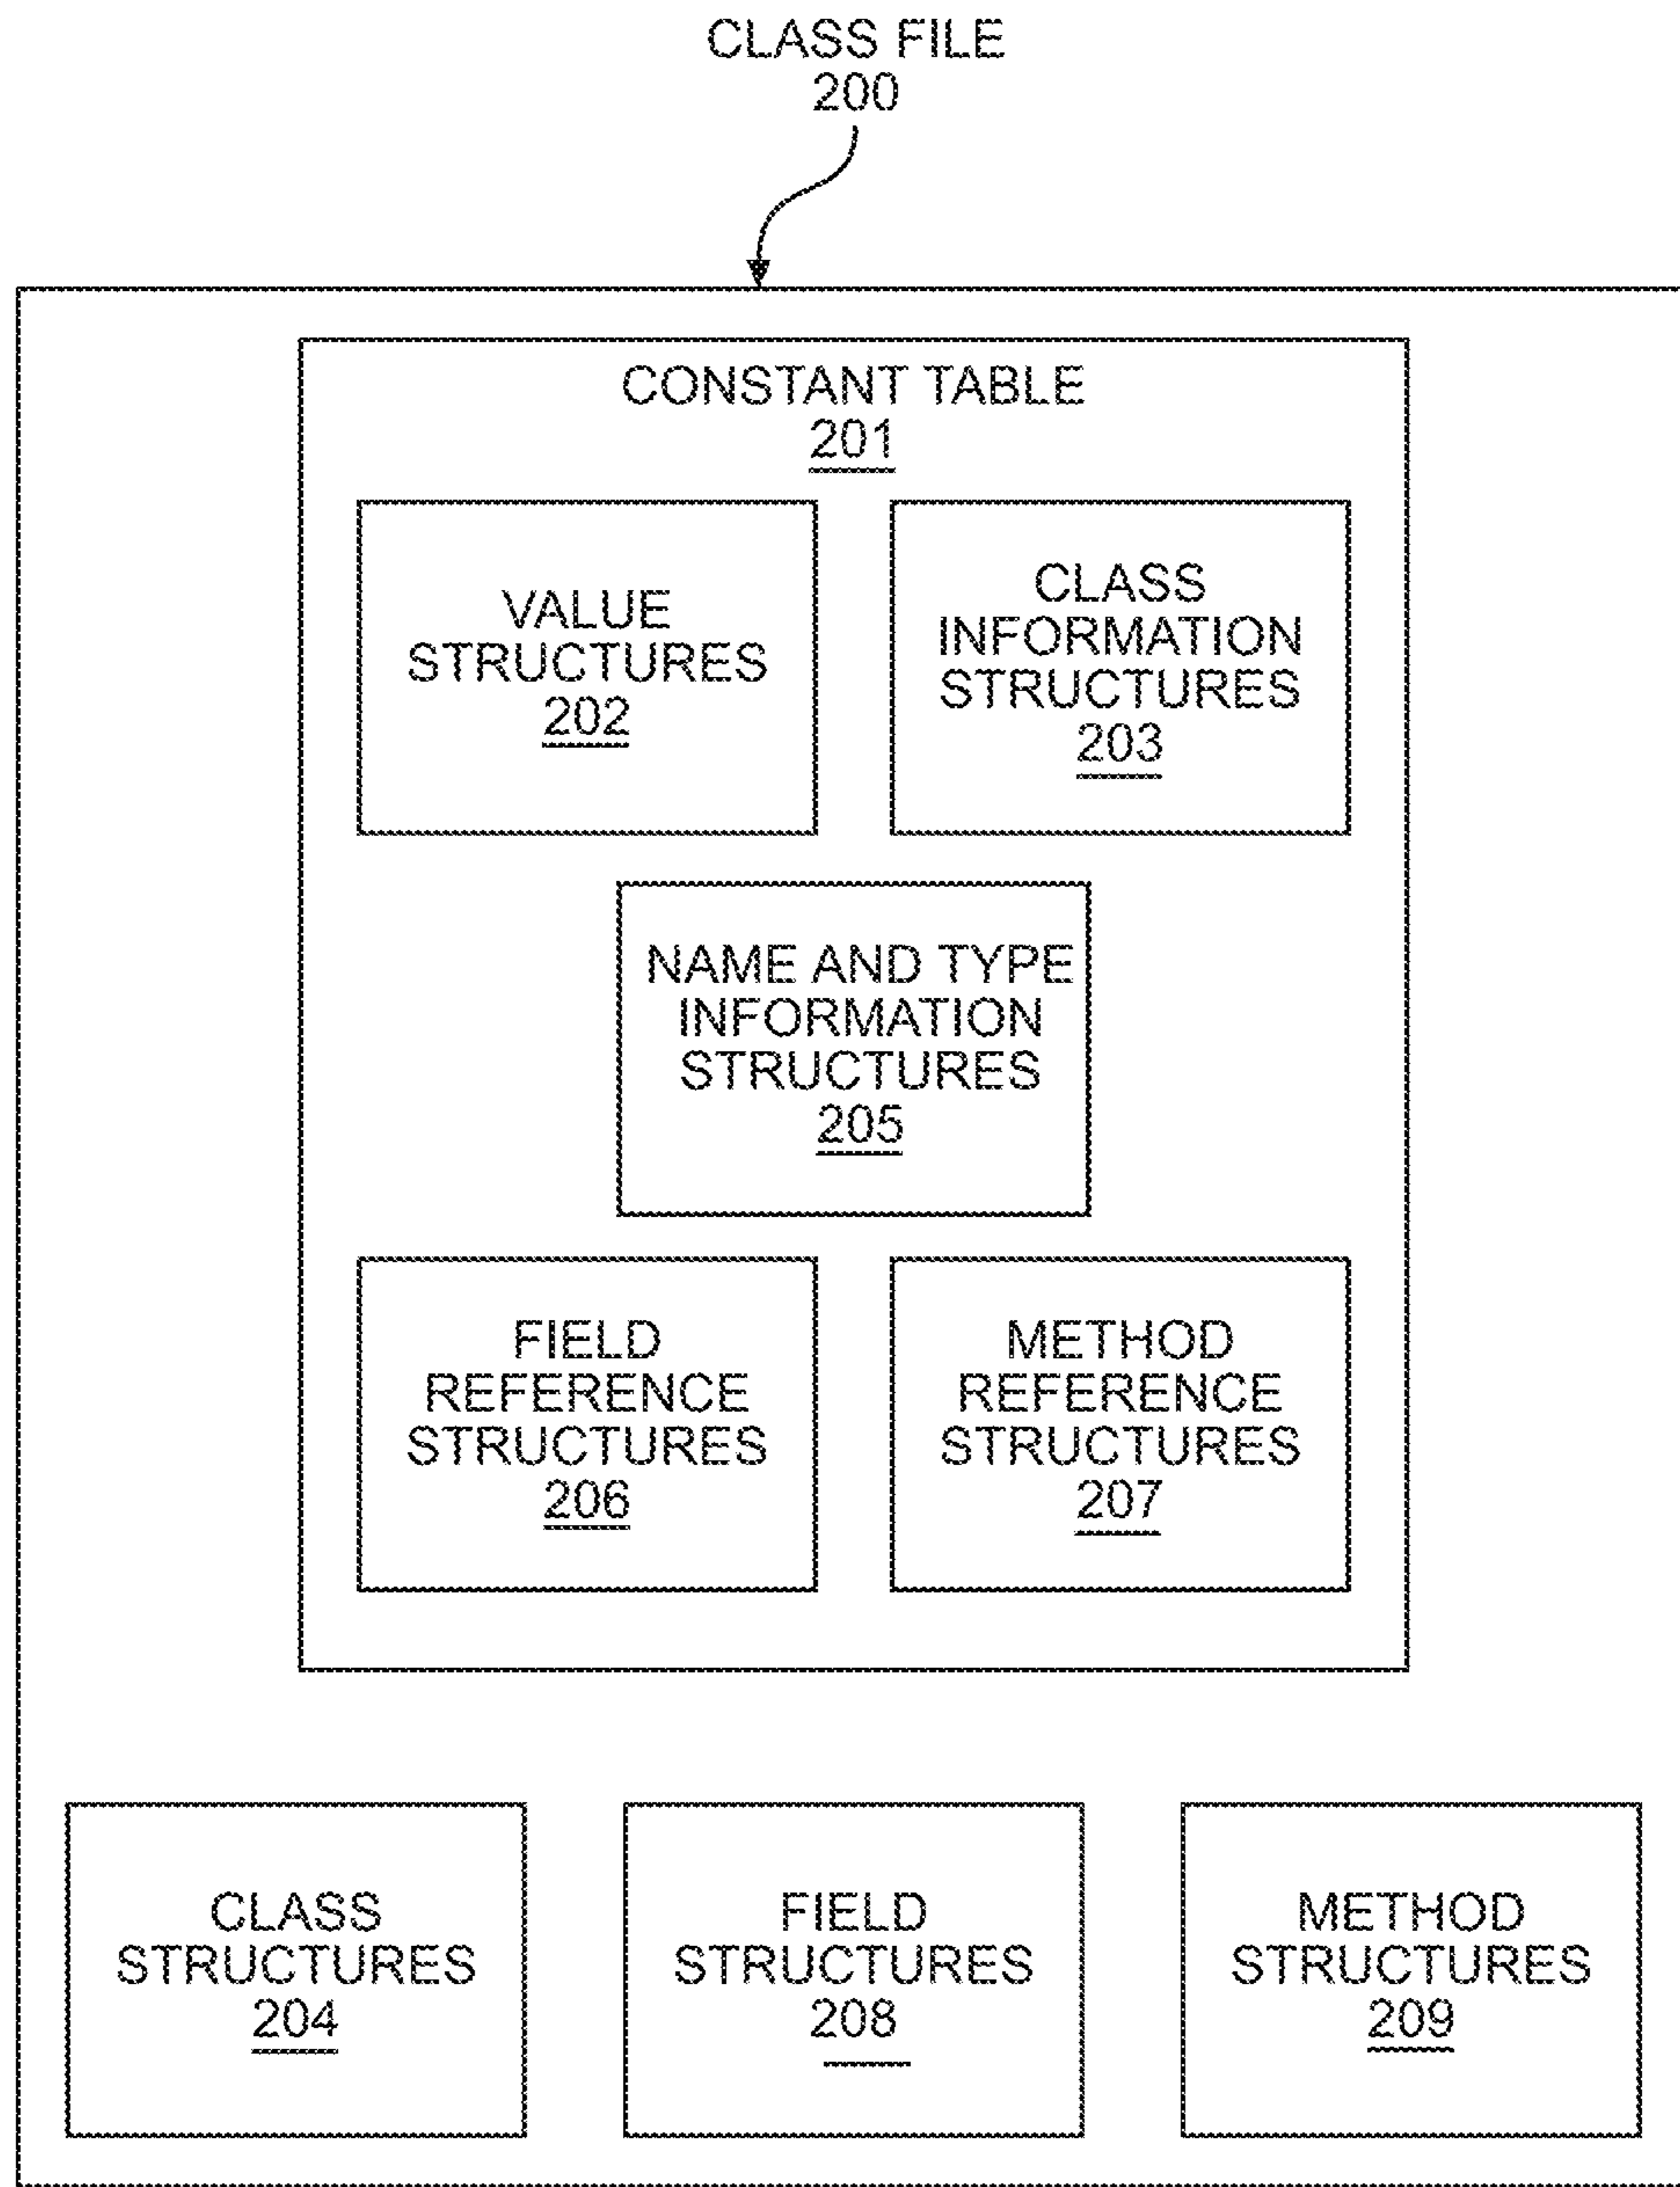 CLASS FILE
200
CONSTANT TABLE
201
VALUE
STRUCTURES
202
CLASS
INFORMATION
STRUCTURES
203
NAME AND TYPE
INFORMATION
STRUCTURES
205
FIELD
REFERENCE
STRUCTURES
206
METHOD
REFERENCE
STRUCTURES
207
CLASS
STRUCTURES
204
FIELD
STRUCTURES
208
METHOD
STRUCTURES
209